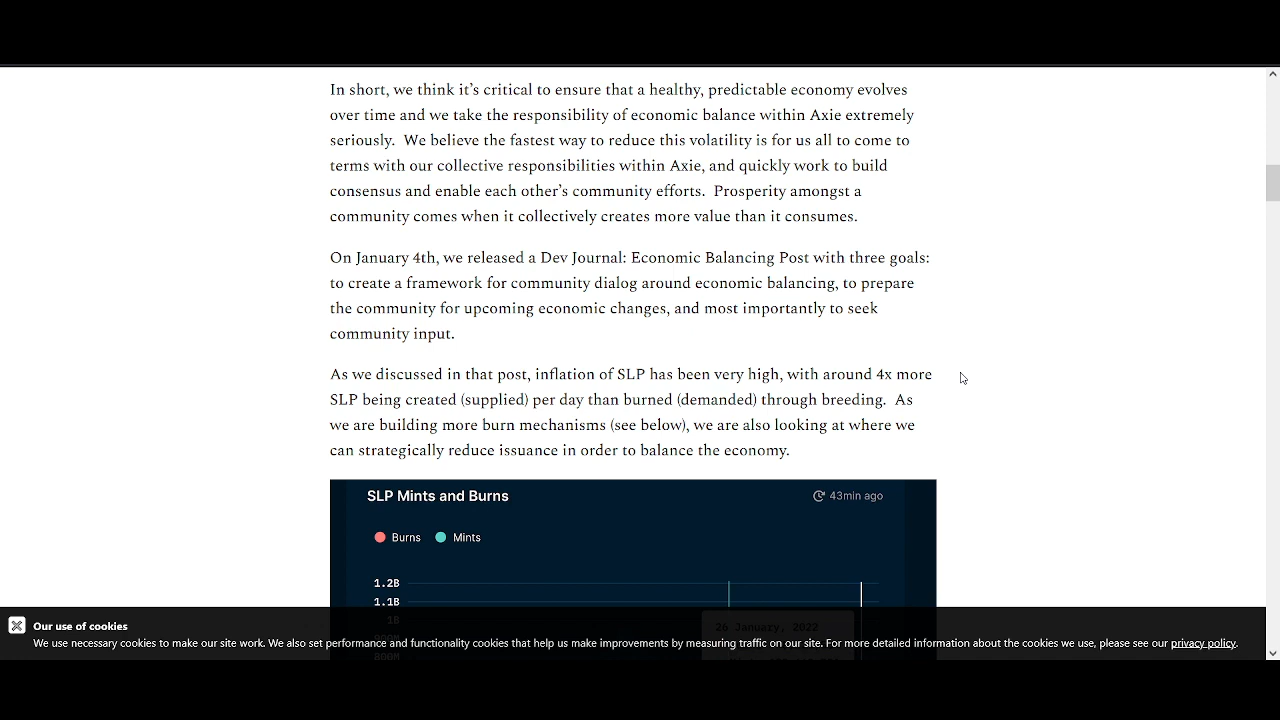 In short, we think it’s critical to ensure that a healthy, predictable economy evolves
over time and we take the responsibility of economic balance within Axie extremely
seriously.  We believe the fastest way to reduce this volatility is for us all to come to
terms with our collective responsibilities within Axie, and quickly work to build
consensus and enable each other’s community efforts.  Prosperity amongst a
community comes when it collectively creates more value than it consumes.
On January 4th, we released a Dev Journal: Economic Balancing Post with three goals:
to create a framework for community dialog around economic balancing, to prepare
the community for upcoming economic changes, and most importantly to seek
community input.
As we discussed in that post, inflation of SLP has been very high, with around 4x more
SLP being created (supplied) per day than burned (demanded) through breeding.  As
we are building more burn mechanisms (see below), we are also looking at where we
can strategically reduce issuance in order to balance the economy.
SLP Mints and Burns
43min ago
Burns Mints
1.2B
1.1B
1B
26 January, 2022
800M
Our use of cookies
We use necessary cookies to make our site work. We also set performance and functionality cookies that help us make improvements by measuring traffic on our site. For more detailed information about the cookies we use, please see our privacy policy.